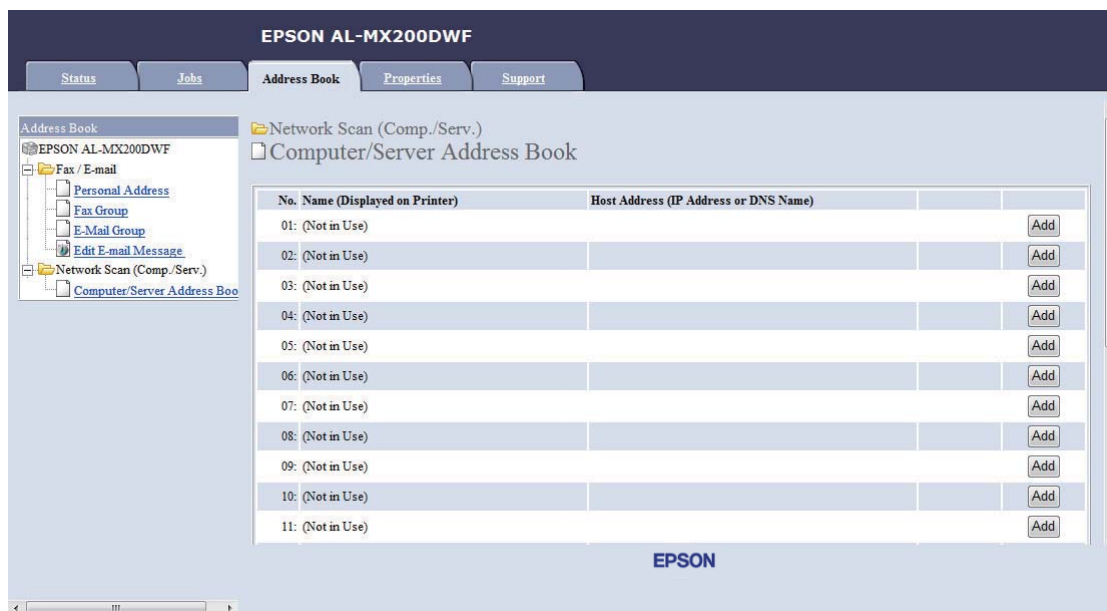 EPSON AL-MX200DWF
Status Jobs Address Book Properties Support
Address Book
EPSON AL-MX200DWF
Fax / E-mail
Personal Address
Fax Group
E-Mail Group
Edit E-mail Message
Network Scan (Comp./Serv.)
Computer/Server Address Boo
Network Scan (Comp./Serv.)
Computer/Server Address Book
No. Name (Displayed on Printer) Host Address (IP Address or DNS Name)
01: (Not in Use) Add
02: (Not in Use) Add
03: (Not in Use) Add
04: (Not in Use) Add
05: (Not in Use) Add
06: (Not in Use) Add
07: (Not in Use) Add
08: (Not in Use) Add
09: (Not in Use) Add
10: (Not in Use) Add
11: (Not in Use) Add
EPSON